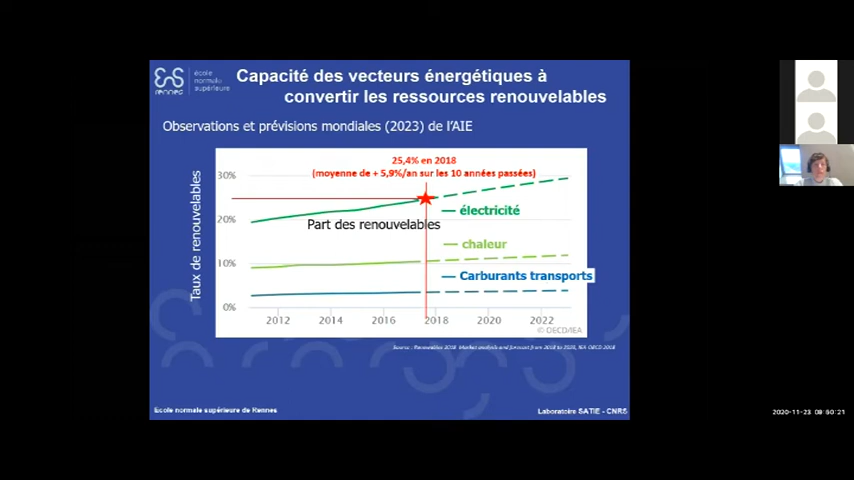 école
normale
supérieure
rennes
Capacité des vecteurs énergétiques à
convertir les ressources renouvelables
Observations et prévisions mondiales (2023) de l'AIE
25,4% en 2018
(moyenne de + 5,9%/an sur les 10 années passées)
Taux de renouvelables
30%
20%
10%
0%
électricité
Part des renouvelables
chaleur
Carburants transports
2012 2014 2016 2018 2020 2022
© OECD/IEA
Source : Renewables 2018 Market analysis and forecast from 2018 to 2023, IEA OECD 2018
Ecole normale supérieure de Rennes
Laboratoire SATIE - CNRS
2020-11-23 08:50:21